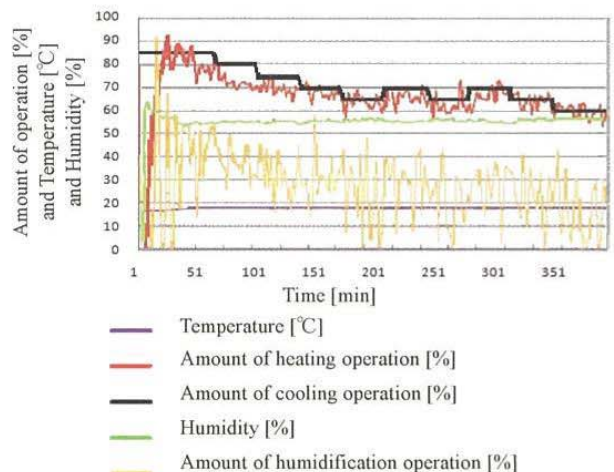 Amount of operation [%]
and Temperature [℃]
and Humidity [%]
100
90
80
70
60
50
40
30
20
10
0
1 51 101 151 201 251 301 351
Time [min]
Temperature [℃]
Amount of heating operation [%]
Amount of cooling operation [%]
Humidity [%]
Amount of humidification operation [%]